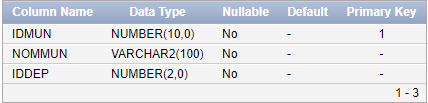 Column Name Data Type Nullable Default Primary Key
IDMUN NUMBER(10,0) No - 1
NOMMUN VARCHAR2(100) No - -
IDDEP NUMBER(2,0) No - -
1 - 3